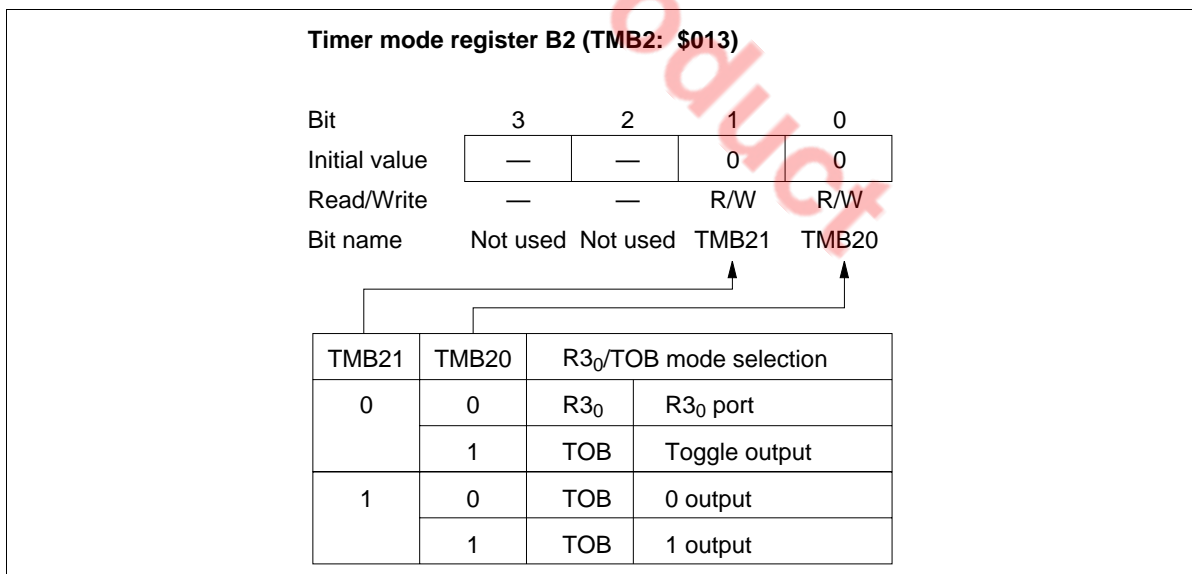 Timer mode register B2 (TMB2: $013)
Bit 3 2 1 0
Initial value — — 0 0
Read/Write — — R/W R/W
Bit name Not used Not used TMB21 TMB20
TMB21 TMB20 R3₀/TOB mode selection
0 0 R3₀ R3₀ port
1 TOB Toggle output
1 0 TOB 0 output
1 TOB 1 output
oduct